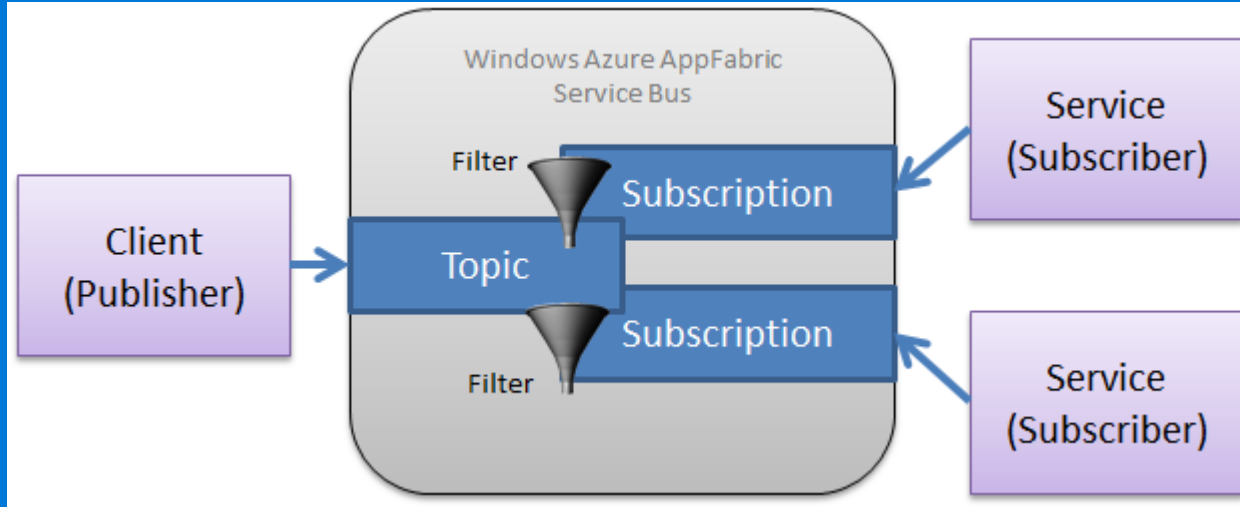 Windows Azure AppFabric
Service Bus
Filter
Subscription
Client
(Publisher)
Topic
Subscription
Filter
Service
(Subscriber)
Service
(Subscriber)